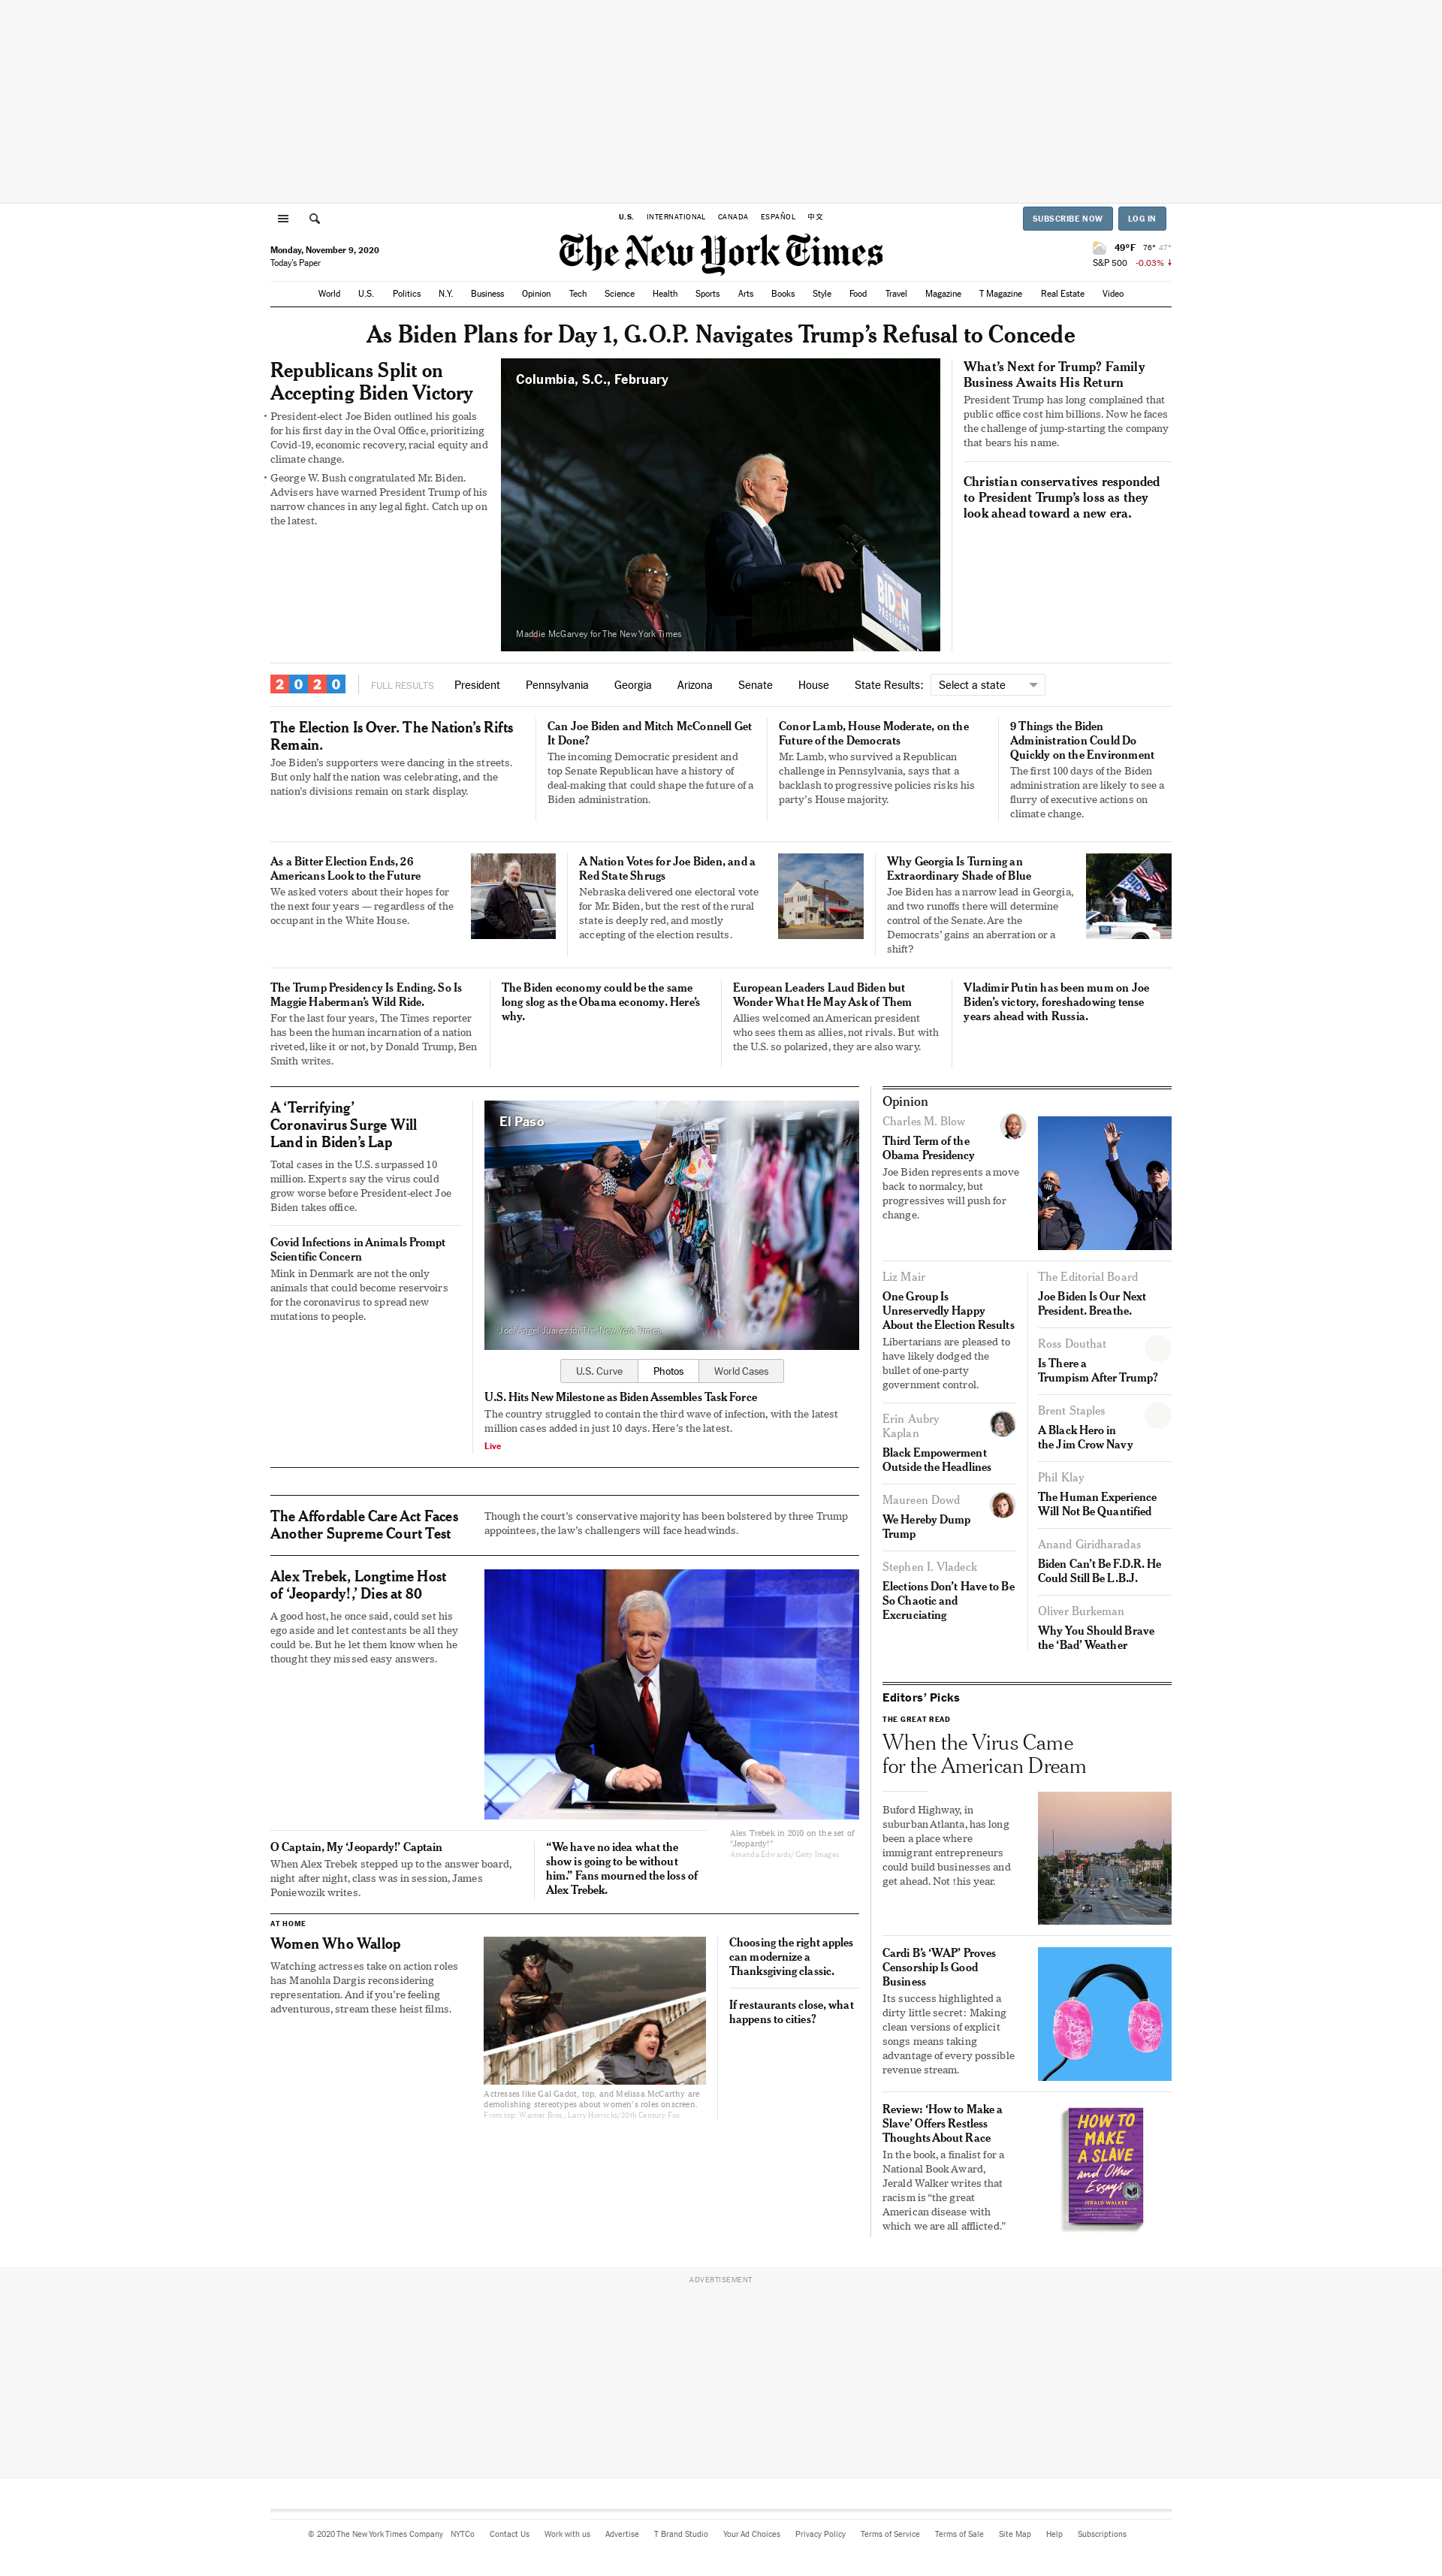 U.S. INTERNATIONAL CANADA ESPAÑOL 中文
SUBSCRIBE NOW LOG IN
Monday, November 9, 2020
Today's Paper
The New York Times
49°F 76° 47°
S&P 500 -0.03%
World U.S. Politics N.Y. Business Opinion Tech Science Health Sports Arts Books Style Food Travel Magazine T Magazine Real Estate Video
As Biden Plans for Day 1, G.O.P. Navigates Trump's Refusal to Concede
Republicans Split on
Accepting Biden Victory
• President-elect Joe Biden outlined his goals
for his first day in the Oval Office, prioritizing
Covid-19, economic recovery, racial equity and
climate change.
• George W. Bush congratulated Mr. Biden.
Advisers have warned President Trump of his
narrow chances in any legal fight. Catch up on
the latest.
Columbia, S.C., February
BIDEN
PRESIDENT
Maddie McGarvey for The New York Times
What's Next for Trump? Family
Business Awaits His Return
President Trump has long complained that
public office cost him billions. Now he faces
the challenge of jump-starting the company
that bears his name.
Christian conservatives responded
to President Trump's loss as they
look ahead toward a new era.
2020 FULL RESULTS President Pennsylvania Georgia Arizona Senate House State Results: Select a state
The Election Is Over. The Nation's Rifts
Remain.
Joe Biden's supporters were dancing in the streets.
But only half the nation was celebrating, and the
nation's divisions remain on stark display.
Can Joe Biden and Mitch McConnell Get
It Done?
The incoming Democratic president and
top Senate Republican have a history of
deal-making that could shape the future of a
Biden administration.
Conor Lamb, House Moderate, on the
Future of the Democrats
Mr. Lamb, who survived a Republican
challenge in Pennsylvania, says that a
backlash to progressive policies risks his
party's House majority.
9 Things the Biden
Administration Could Do
Quickly on the Environment
The first 100 days of the Biden
administration are likely to see a
flurry of executive actions on
climate change.
As a Bitter Election Ends, 26
Americans Look to the Future
We asked voters about their hopes for
the next four years — regardless of the
occupant in the White House.
A Nation Votes for Joe Biden, and a
Red State Shrugs
Nebraska delivered one electoral vote
for Mr. Biden, but the rest of the rural
state is deeply red, and mostly
accepting of the election results.
Why Georgia Is Turning an
Extraordinary Shade of Blue
Joe Biden has a narrow lead in Georgia,
and two runoffs there will determine
control of the Senate. Are the
Democrats' gains an aberration or a
shift?
The Trump Presidency Is Ending. So Is
Maggie Haberman's Wild Ride.
For the last four years, The Times reporter
has been the human incarnation of a nation
riveted, like it or not, by Donald Trump, Ben
Smith writes.
The Biden economy could be the same
long slog as the Obama economy. Here's
why.
European Leaders Laud Biden but
Wonder What He May Ask of Them
Allies welcomed an American president
who sees them as allies, not rivals. But with
the U.S. so polarized, they are also wary.
Vladimir Putin has been mum on Joe
Biden's victory, foreshadowing tense
years ahead with Russia.
A 'Terrifying'
Coronavirus Surge Will
Land in Biden's Lap
Total cases in the U.S. surpassed 10
million. Experts say the virus could
grow worse before President-elect Joe
Biden takes office.
Covid Infections in Animals Prompt
Scientific Concern
Mink in Denmark are not the only
animals that could become reservoirs
for the coronavirus to spread new
mutations to people.
El Paso
Joel Angel Juarez for The New York Times
U.S. Curve Photos World Cases
U.S. Hits New Milestone as Biden Assembles Task Force
The country struggled to contain the third wave of infection, with the latest
million cases added in just 10 days. Here's the latest.
Live
The Affordable Care Act Faces
Another Supreme Court Test
Though the court's conservative majority has been bolstered by three Trump
appointees, the law's challengers will face headwinds.
Alex Trebek, Longtime Host
of 'Jeopardy!,' Dies at 80
A good host, he once said, could set his
ego aside and let contestants be all they
could be. But he let them know when he
thought they missed easy answers.
Alex Trebek in 2010 on the set of
"Jeopardy!"
Amanda Edwards/Getty Images
O Captain, My 'Jeopardy!' Captain
When Alex Trebek stepped up to the answer board,
night after night, class was in session, James
Poniewozik writes.
"We have no idea what the
show is going to be without
him." Fans mourned the loss of
Alex Trebek.
AT HOME
Women Who Wallop
Watching actresses take on action roles
has Manohla Dargis reconsidering
representation. And if you're feeling
adventurous, stream these heist films.
Actresses like Gal Gadot, top, and Melissa McCarthy are
demolishing stereotypes about women's roles onscreen.
From top: Warner Bros.; Larry Horricks/20th Century Fox
Choosing the right apples
can modernize a
Thanksgiving classic.
If restaurants close, what
happens to cities?
Opinion
Charles M. Blow
Third Term of the
Obama Presidency
Joe Biden represents a move
back to normalcy, but
progressives will push for
change.
Liz Mair
One Group Is
Unreservedly Happy
About the Election Results
Libertarians are pleased to
have likely dodged the
bullet of one-party
government control.
Erin Aubry
Kaplan
Black Empowerment
Outside the Headlines
Maureen Dowd
We Hereby Dump
Trump
Stephen I. Vladeck
Elections Don't Have to Be
So Chaotic and
Excruciating
The Editorial Board
Joe Biden Is Our Next
President. Breathe.
Ross Douthat
Is There a
Trumpism After Trump?
Brent Staples
A Black Hero in
the Jim Crow Navy
Phil Klay
The Human Experience
Will Not Be Quantified
Anand Giridharadas
Biden Can't Be F.D.R. He
Could Still Be L.B.J.
Oliver Burkeman
Why You Should Brave
the 'Bad' Weather
Editors' Picks
THE GREAT READ
When the Virus Came
for the American Dream
Buford Highway, in
suburban Atlanta, has long
been a place where
immigrant entrepreneurs
could build businesses and
get ahead. Not this year.
Cardi B's 'WAP' Proves
Censorship Is Good
Business
Its success highlighted a
dirty little secret: Making
clean versions of explicit
songs means taking
advantage of every possible
revenue stream.
Review: 'How to Make a
Slave' Offers Restless
Thoughts About Race
In the book, a finalist for a
National Book Award,
Jerald Walker writes that
racism is "the great
American disease with
which we are all afflicted."
HOW TO
MAKE
A SLAVE
and Other
Essays
JERALD WALKER
ADVERTISEMENT
© 2020 The New York Times Company NYTCo Contact Us Work with us Advertise T Brand Studio Your Ad Choices Privacy Policy Terms of Service Terms of Sale Site Map Help Subscriptions